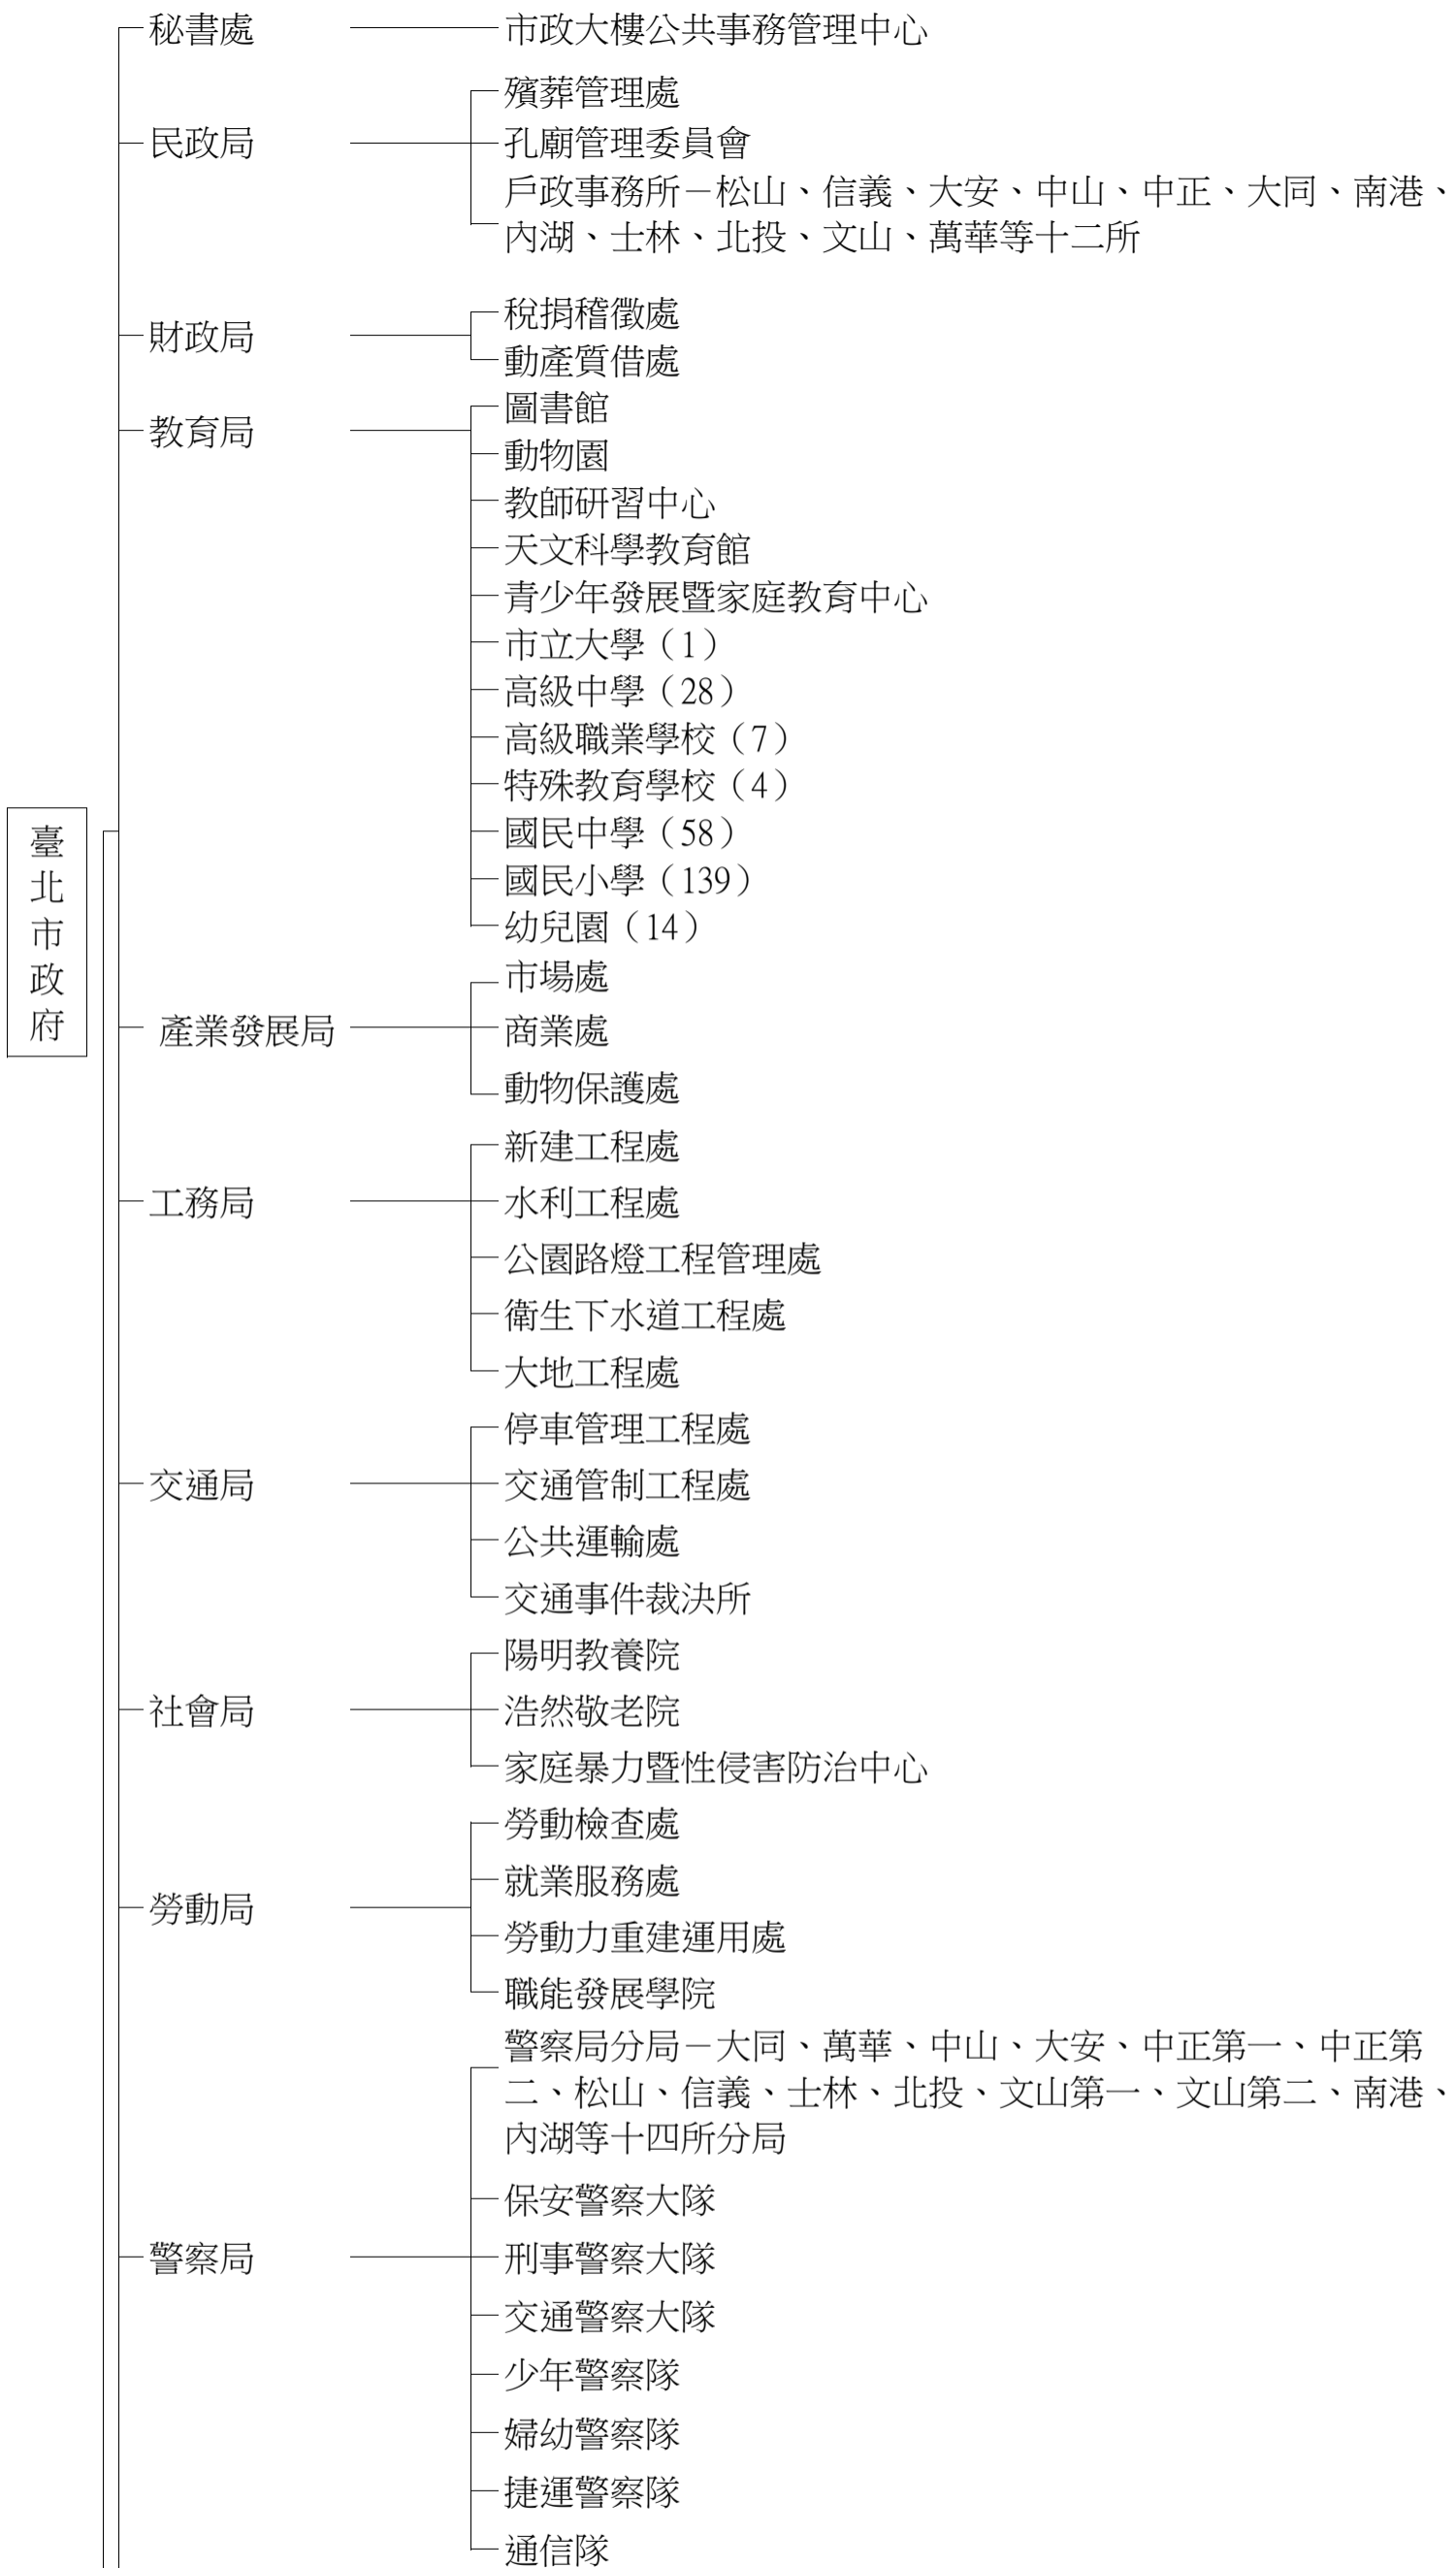 臺北市政府
秘書處
市政大樓公共事務管理中心
民政局
殯葬管理處
孔廟管理委員會
戶政事務所－松山、信義、大安、中山、中正、大同、南港、
內湖、士林、北投、文山、萬華等十二所
財政局
稅捐稽徵處
動產質借處
教育局
圖書館
動物園
教師研習中心
天文科學教育館
青少年發展暨家庭教育中心
市立大學（1）
高級中學（28）
高級職業學校（7）
特殊教育學校（4）
國民中學（58）
國民小學（139）
幼兒園（14）
產業發展局
市場處
商業處
動物保護處
工務局
新建工程處
水利工程處
公園路燈工程管理處
衛生下水道工程處
大地工程處
交通局
停車管理工程處
交通管制工程處
公共運輸處
交通事件裁決所
社會局
陽明教養院
浩然敬老院
家庭暴力暨性侵害防治中心
勞動局
勞動檢查處
就業服務處
勞動力重建運用處
職能發展學院
警察局
警察局分局－大同、萬華、中山、大安、中正第一、中正第
二、松山、信義、士林、北投、文山第一、文山第二、南港、
內湖等十四所分局
保安警察大隊
刑事警察大隊
交通警察大隊
少年警察隊
婦幼警察隊
捷運警察隊
通信隊